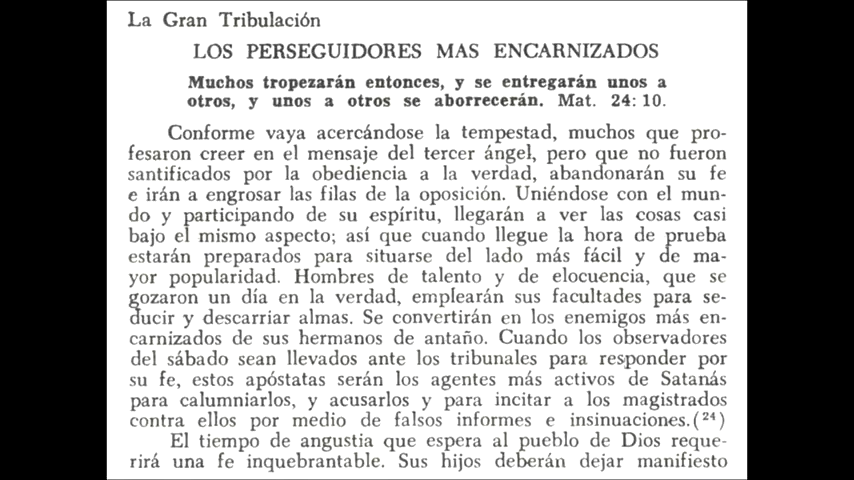 La Gran Tribulación
LOS PERSEGUIDORES MAS ENCARNIZADOS
Muchos tropezarán entonces, y se entregarán unos a
otros, y unos a otros se aborrecerán. Mat. 24: 10.
Conforme vaya acercándose la tempestad, muchos que pro-
fesaron creer en el mensaje del tercer ángel, pero que no fueron
santificados por la obediencia a la verdad, abandonarán su fe
e irán a engrosar las filas de la oposición. Uniéndose con el mun-
do y participando de su espíritu, llegarán a ver las cosas casi
bajo el mismo aspecto; así que cuando llegue la hora de prueba
estarán preparados para situarse del lado más fácil y de ma-
yor popularidad. Hombres de talento y de elocuencia, que se
gozaron un día en la verdad, emplearán sus facultades para se-
ducir y descarriar almas. Se convertirán en los enemigos más en-
carnizados de sus hermanos de antaño. Cuando los observadores
del sábado sean llevados ante los tribunales para responder por
su fe, estos apóstatas serán los agentes más activos de Satanás
para calumniarlos, y acusarlos y para incitar a los magistrados
contra ellos por medio de falsos informes e insinuaciones.(²⁴)
El tiempo de angustia que espera al pueblo de Dios reque-
rirá una fe inquebrantable. Sus hijos deberán dejar manifiesto